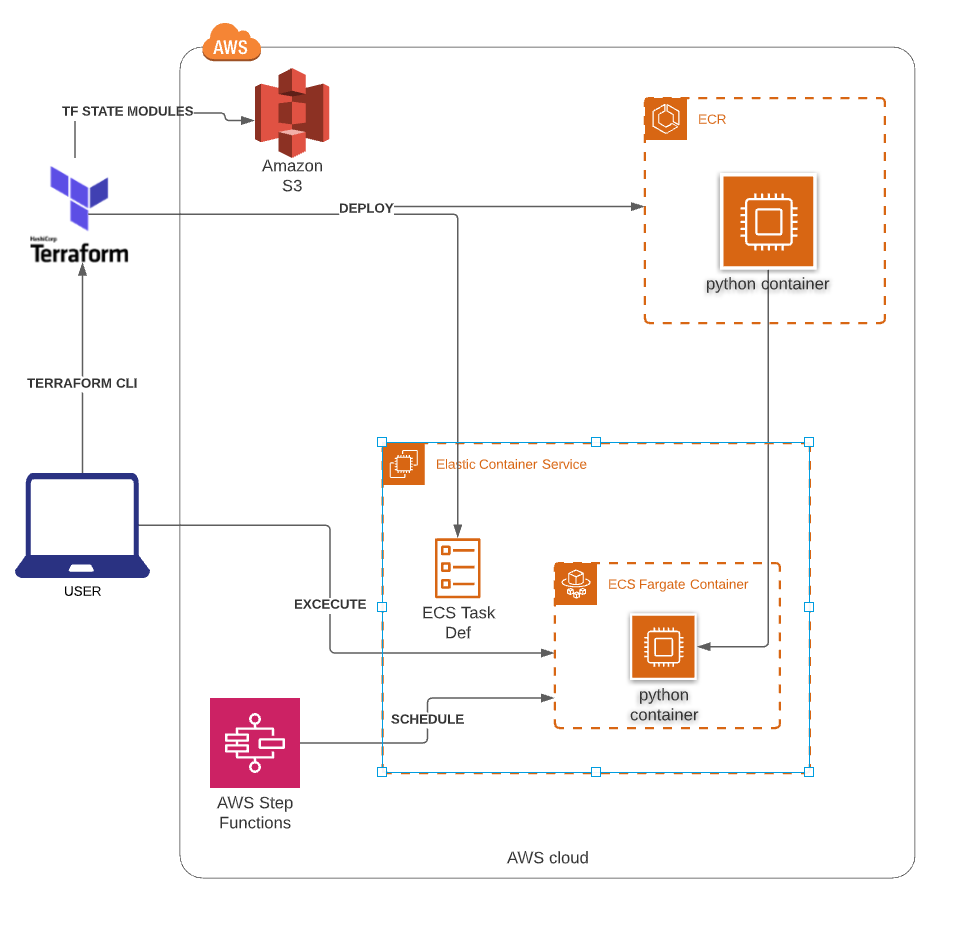 AWS
TF STATE MODULES
Amazon
S3
ECR
python container
HashiCorp
Terraform
DEPLOY
TERRAFORM CLI
Elastic Container Service
USER
ECS Task
Def
ECS Fargate Container
python
container
EXCECUTE
SCHEDULE
AWS Step
Functions
AWS cloud